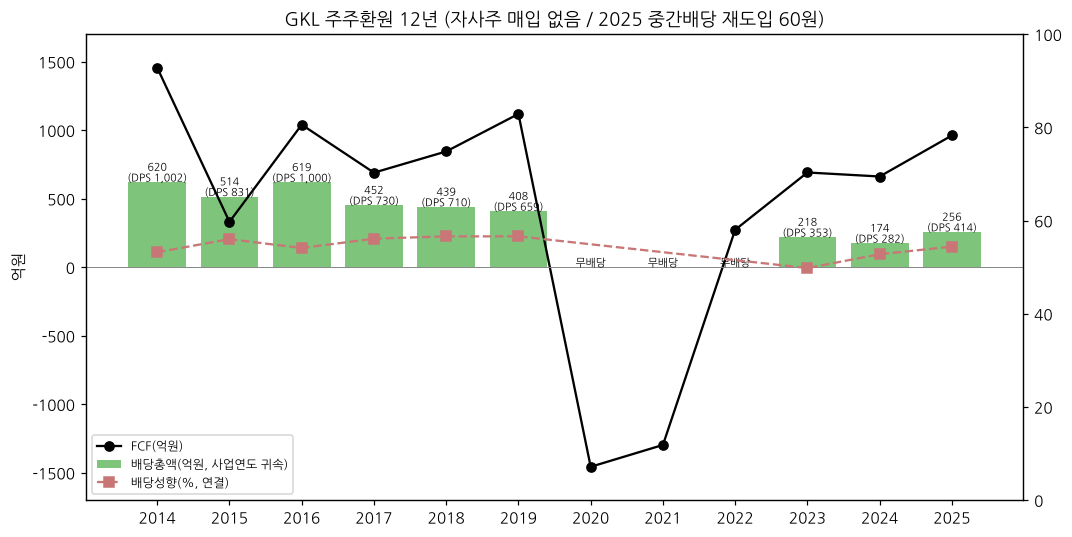 GKL 주주환원 12년 (자사주 매입 없음 / 2025 중간배당 재도입 60원)
억원
1500
1000
500
0
-500
-1000
-1500
100
80
60
40
20
0
620
(DPS 1,002)
514
(DPS 831)
619
(DPS 1,000)
452
(DPS 730)
439
(DPS 710)
408
(DPS 659)
무배당
무배당
무배당
218
(DPS 353)
174
(DPS 282)
256
(DPS 414)
FCF(억원)
배당총액(억원, 사업연도 귀속)
배당성향(%, 연결)
2014 2015 2016 2017 2018 2019 2020 2021 2022 2023 2024 2025